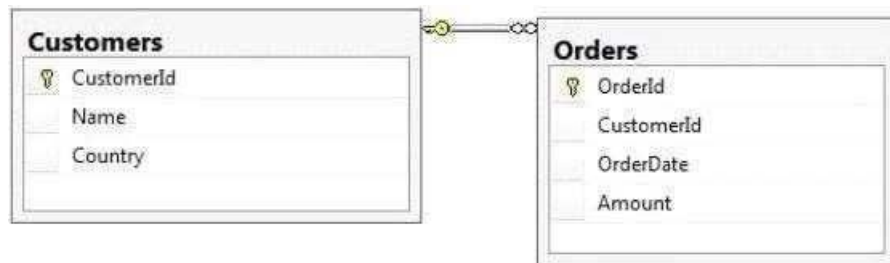 Customers
CustomerId
Name
Country
Orders
OrderId
CustomerId
OrderDate
Amount